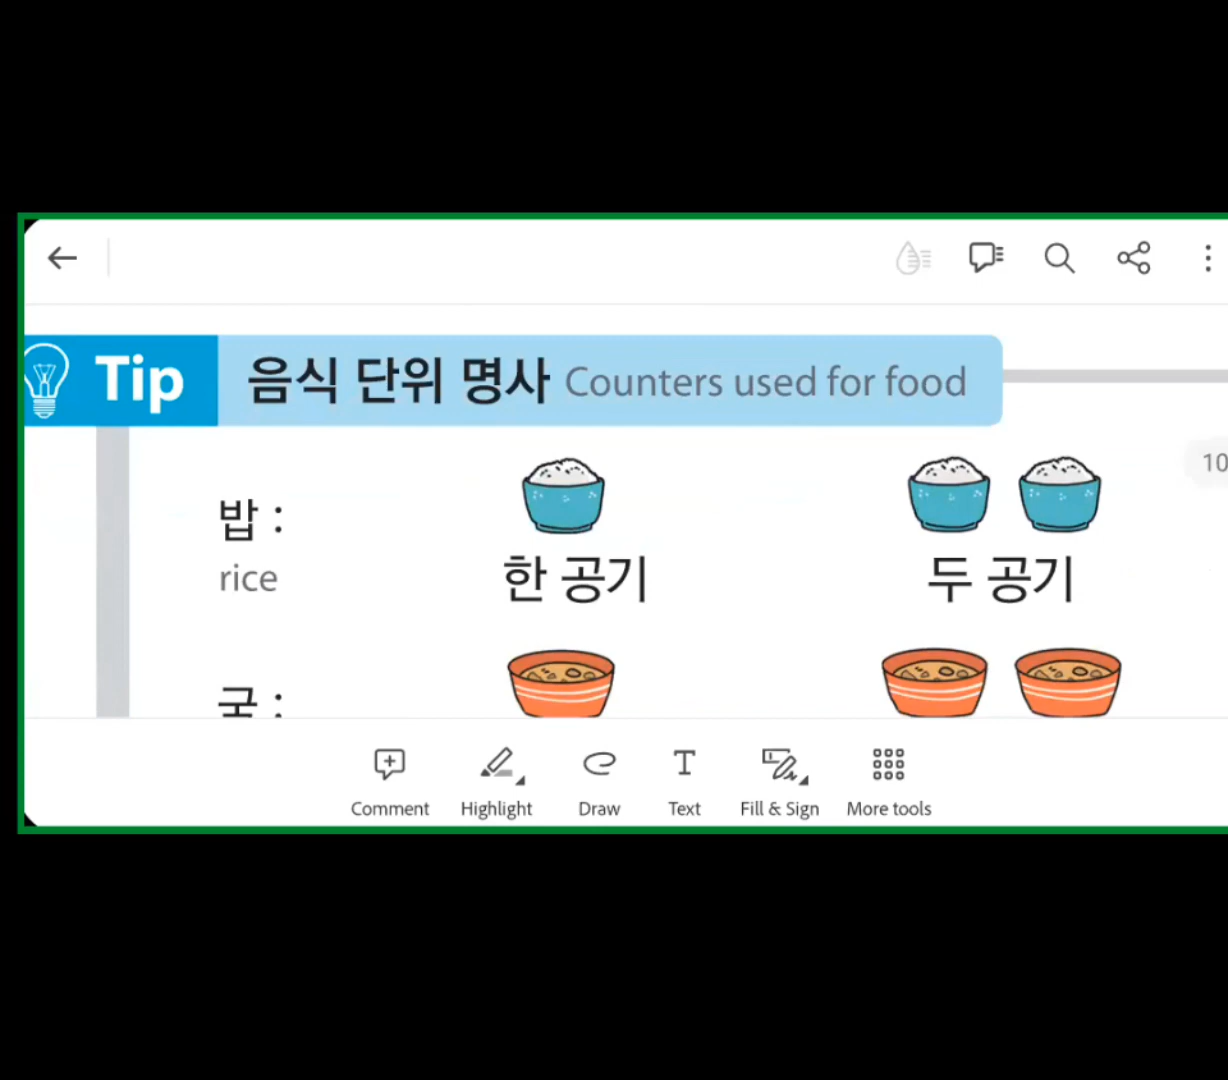 Tip 음식 단위 명사 Counters used for food
10
밥 :
rice
한 공기
두 공기
국 :
Comment Highlight Draw Text Fill & Sign More tools